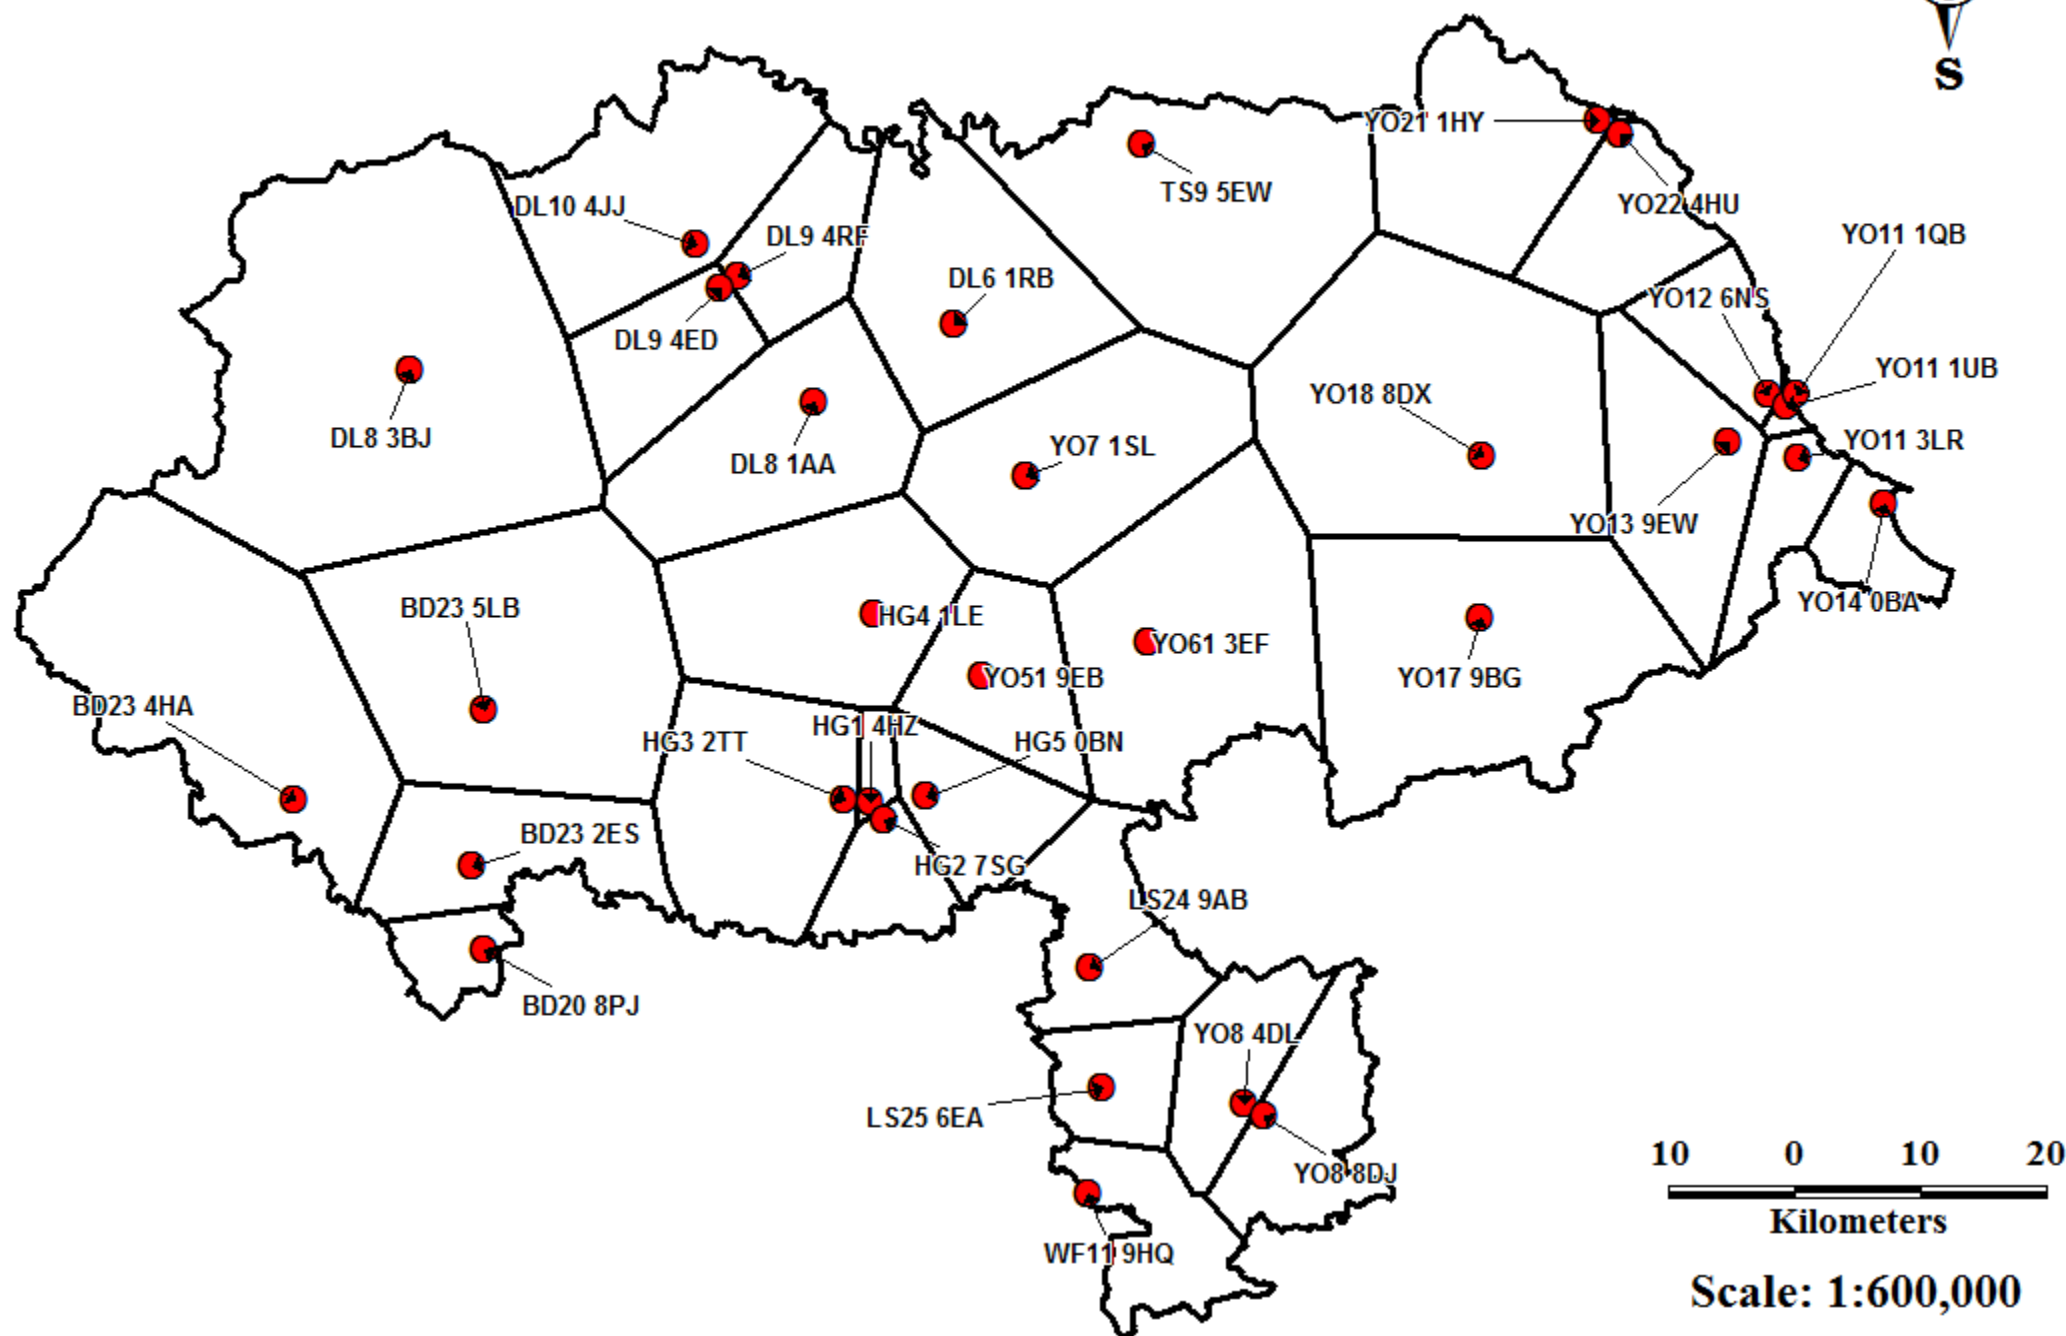 S
YO21 1HY
TS9 5EW
DL10 4JJ
YO22 4HU
DL9 4RF
YO11 1QB
DL6 1RB
YO12 6NS
DL9 4ED
YO11 1UB
YO18 8DX
DL8 3BJ
YO7 1SL
YO11 3LR
DL8 1AA
YO13 9EW
YO14 0BA
BD23 5LB
HG4 1LE
YO61 3EF
YO51 9EB
YO17 9BG
BD23 4HA
HG1 4HZ
HG3 2TT
HG5 0BN
BD23 2ES
HG2 7SG
LS24 9AB
BD20 8PJ
YO8 4DL
LS25 6EA
YO8 8DJ
WF11 9HQ
10 0 10 20
Kilometers
Scale: 1:600,000